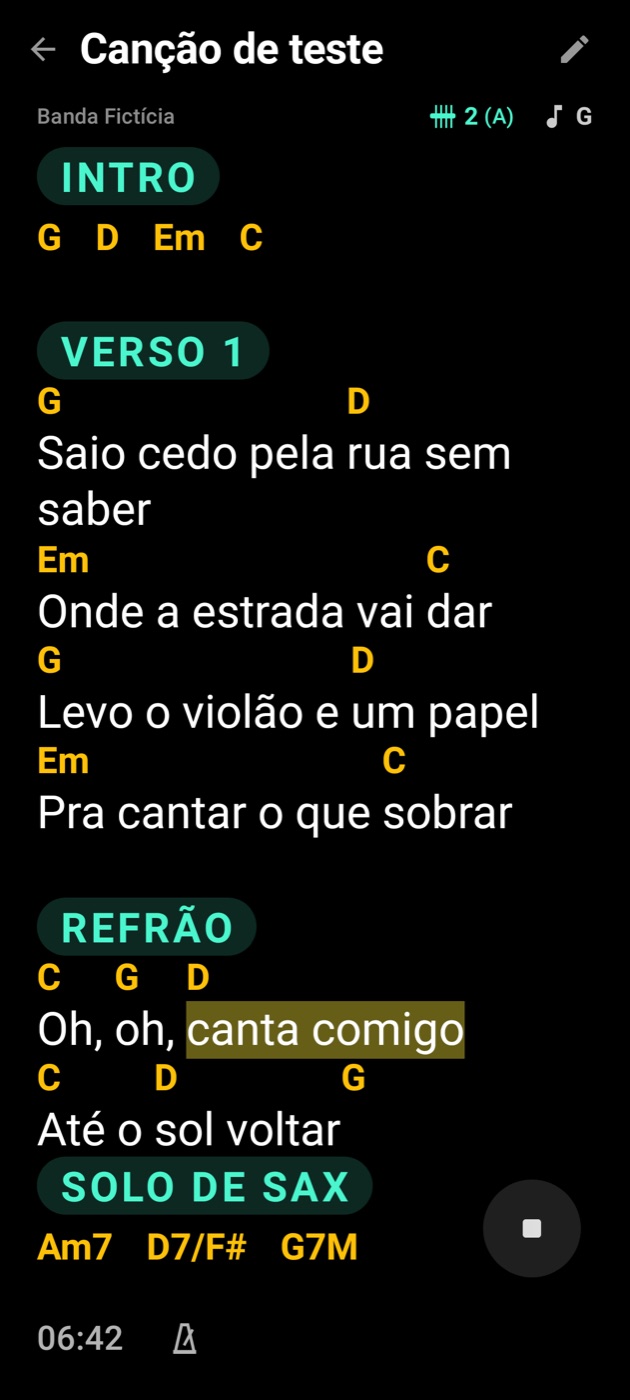 Canção de teste
Banda Fictícia 2 (A) G
INTRO
G D Em C
VERSO 1
G D
Saio cedo pela rua sem
saber
Em C
Onde a estrada vai dar
G D
Levo o violão e um papel
Em C
Pra cantar o que sobrar
REFRÃO
C G D
Oh, oh, canta comigo
C D G
Até o sol voltar
SOLO DE SAX
Am7 D7/F# G7M
06:42